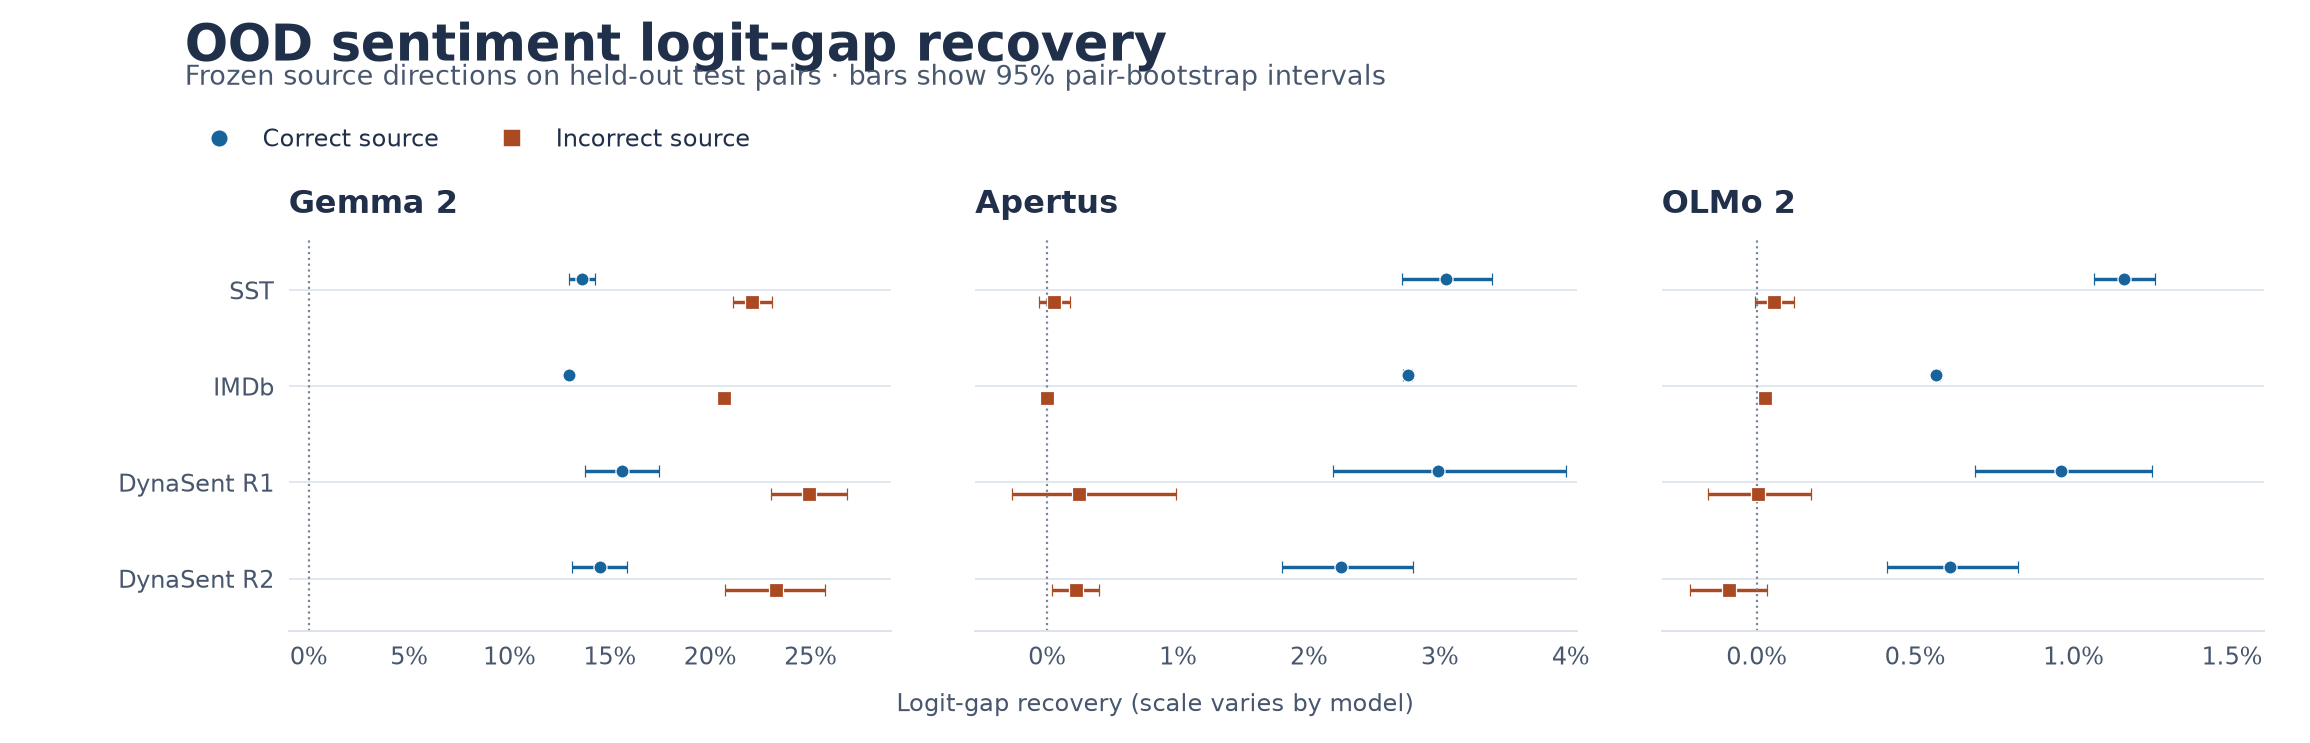 OOD sentiment logit-gap recovery
Frozen source directions on held-out test pairs · bars show 95% pair-bootstrap intervals
Correct source Incorrect source
Gemma 2 Apertus OLMo 2
SST
IMDb
DynaSent R1
DynaSent R2
0% 5% 10% 15% 20% 25% 0% 1% 2% 3% 4% 0.0% 0.5% 1.0% 1.5%
Logit-gap recovery (scale varies by model)